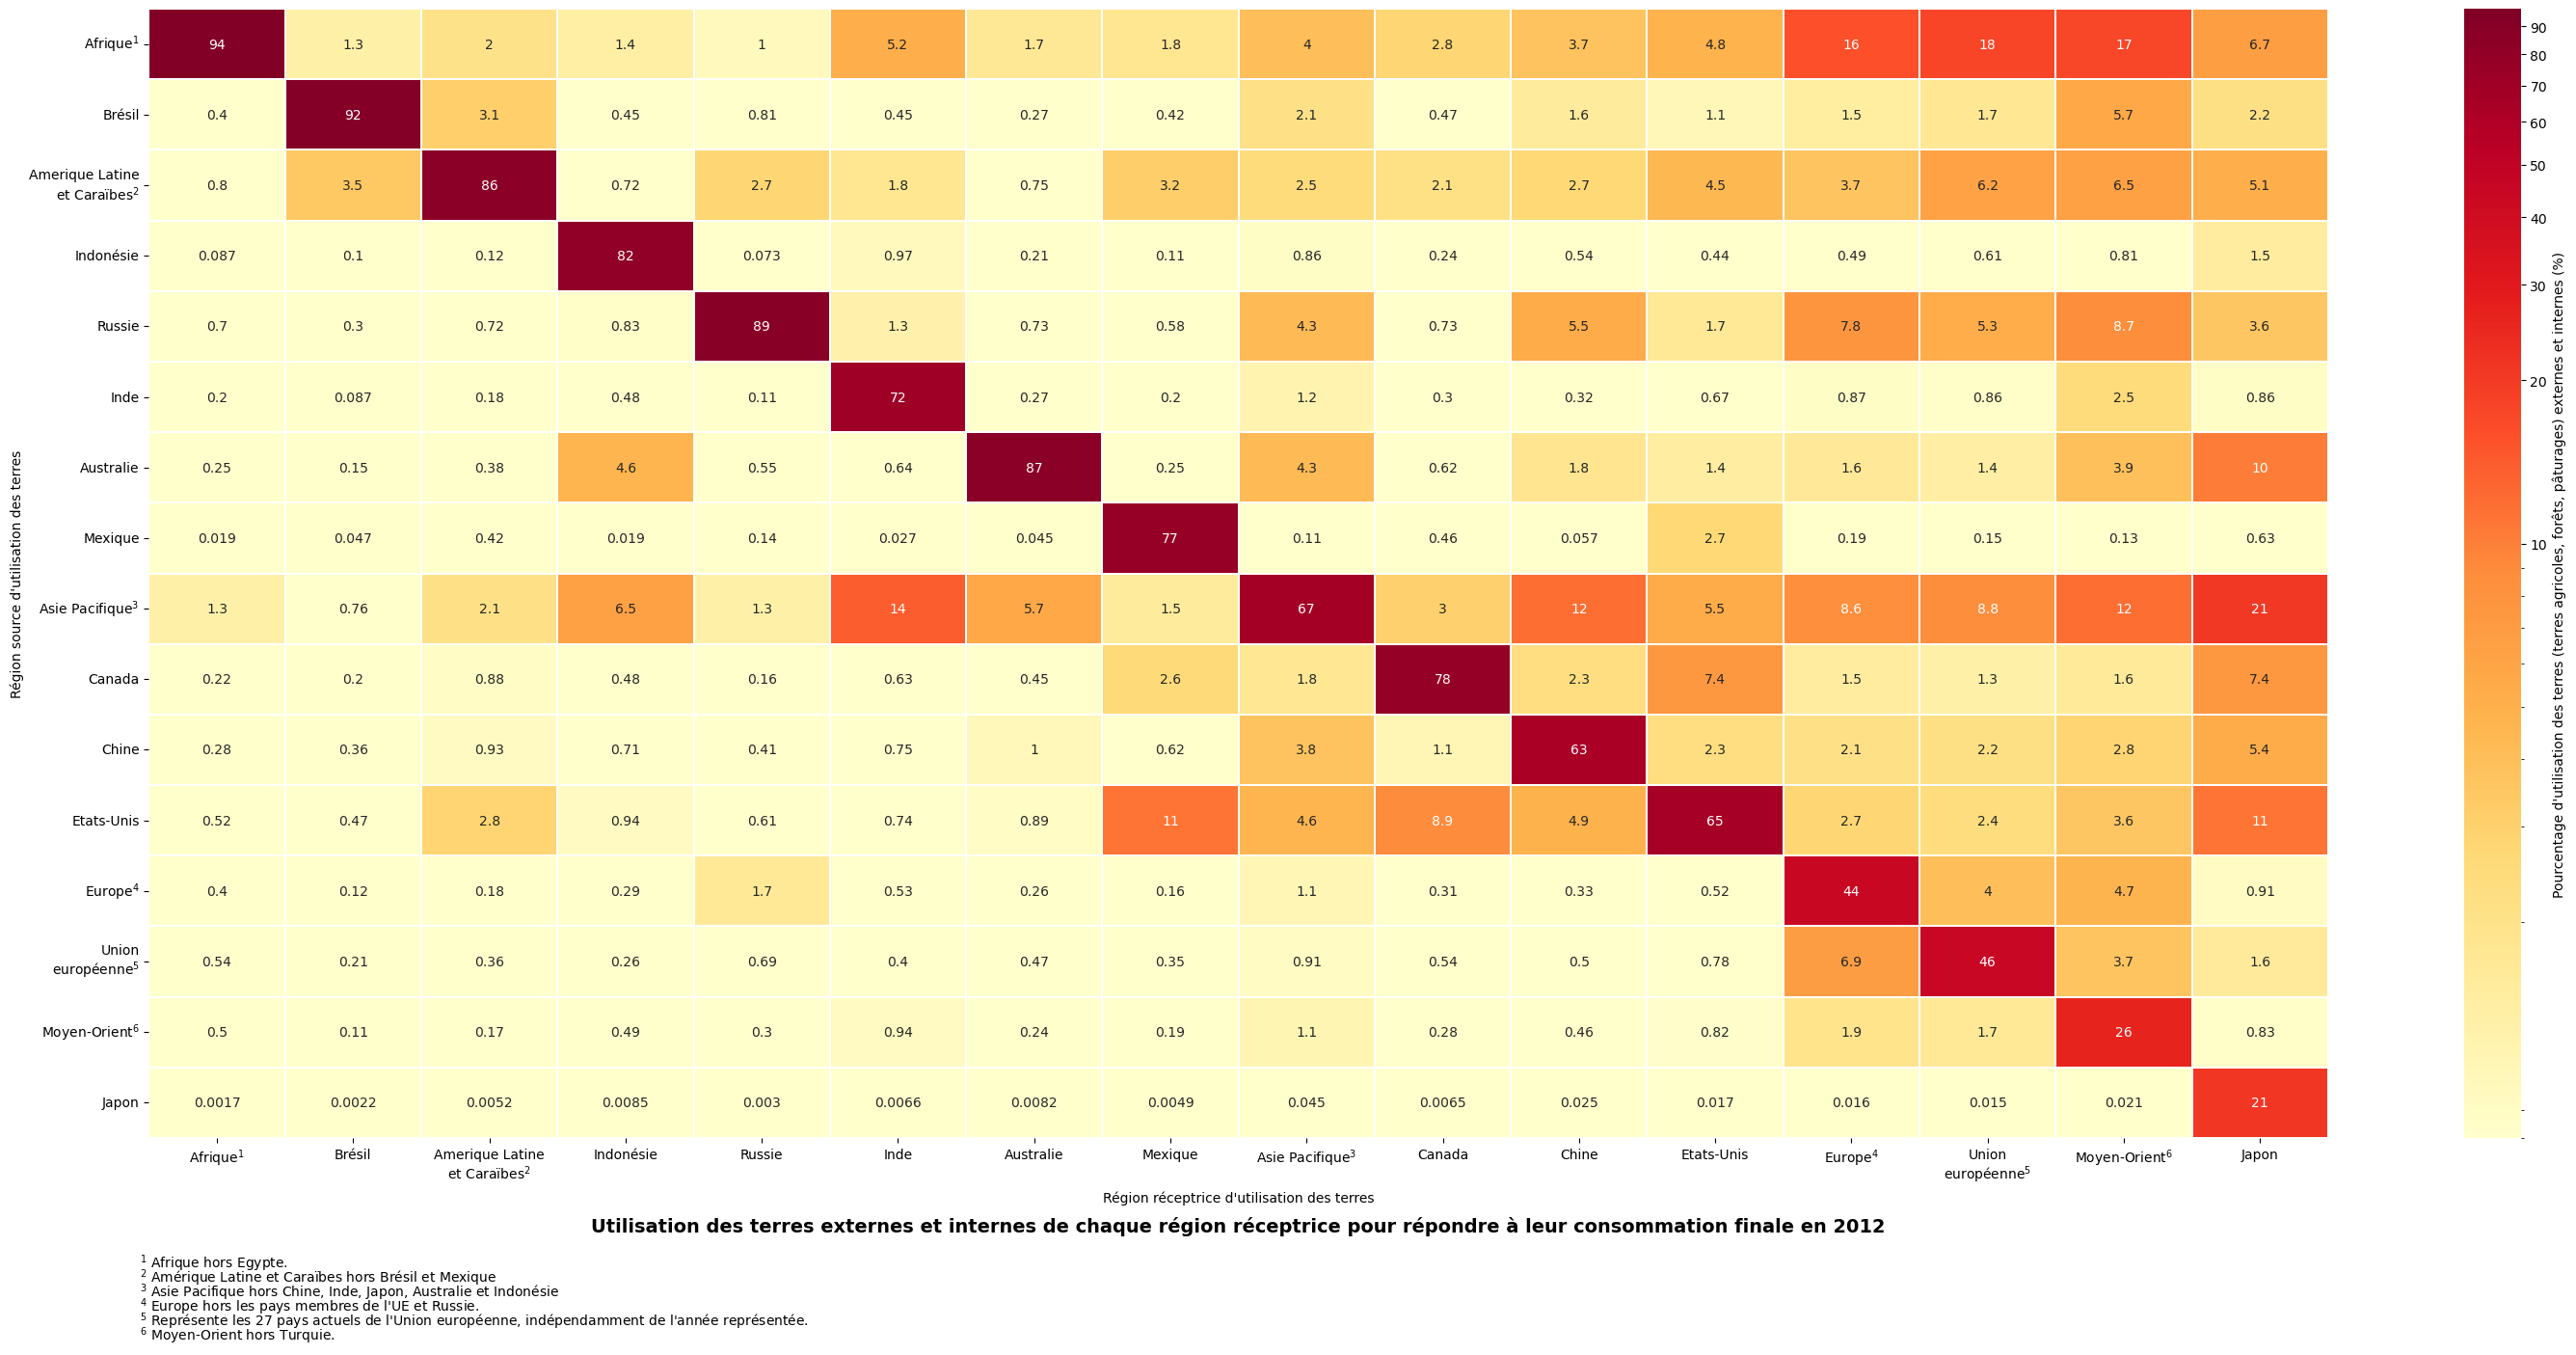 Afrique¹ 94 1.3 2 1.4 1 5.2 1.7 1.8 4 2.8 3.7 4.8 16 18 17 6.7
Brésil 0.4 92 3.1 0.45 0.81 0.45 0.27 0.42 2.1 0.47 1.6 1.1 1.5 1.7 5.7 2.2
Amerique Latine
et Caraïbes² 0.8 3.5 86 0.72 2.7 1.8 0.75 3.2 2.5 2.1 2.7 4.5 3.7 6.2 6.5 5.1
Indonésie 0.087 0.1 0.12 82 0.073 0.97 0.21 0.11 0.86 0.24 0.54 0.44 0.49 0.61 0.81 1.5
Russie 0.7 0.3 0.72 0.83 89 1.3 0.73 0.58 4.3 0.73 5.5 1.7 7.8 5.3 8.7 3.6
Inde 0.2 0.087 0.18 0.48 0.11 72 0.27 0.2 1.2 0.3 0.32 0.67 0.87 0.86 2.5 0.86
Australie 0.25 0.15 0.38 4.6 0.55 0.64 87 0.25 4.3 0.62 1.8 1.4 1.6 1.4 3.9 10
Mexique 0.019 0.047 0.42 0.019 0.14 0.027 0.045 77 0.11 0.46 0.057 2.7 0.19 0.15 0.13 0.63
Asie Pacifique³ 1.3 0.76 2.1 6.5 1.3 14 5.7 1.5 67 3 12 5.5 8.6 8.8 12 21
Canada 0.22 0.2 0.88 0.48 0.16 0.63 0.45 2.6 1.8 78 2.3 7.4 1.5 1.3 1.6 7.4
Chine 0.28 0.36 0.93 0.71 0.41 0.75 1 0.62 3.8 1.1 63 2.3 2.1 2.2 2.8 5.4
Etats-Unis 0.52 0.47 2.8 0.94 0.61 0.74 0.89 11 4.6 8.9 4.9 65 2.7 2.4 3.6 11
Europe⁴ 0.4 0.12 0.18 0.29 1.7 0.53 0.26 0.16 1.1 0.31 0.33 0.52 44 4 4.7 0.91
Union
européenne⁵ 0.54 0.21 0.36 0.26 0.69 0.4 0.47 0.35 0.91 0.54 0.5 0.78 6.9 46 3.7 1.6
Moyen-Orient⁶ 0.5 0.11 0.17 0.49 0.3 0.94 0.24 0.19 1.1 0.28 0.46 0.82 1.9 1.7 26 0.83
Japon 0.0017 0.0022 0.0052 0.0085 0.003 0.0066 0.0082 0.0049 0.045 0.0065 0.025 0.017 0.016 0.015 0.021 21
Région source d'utilisation des terres
Afrique¹ Brésil Amerique Latine Indonésie Russie Inde Australie Mexique Asie Pacifique³ Canada Chine Etats-Unis Europe⁴ Union Moyen-Orient⁶ Japon
et Caraïbes² européenne⁵
Région réceptrice d'utilisation des terres
90
80
70
60
50
40
30
20
10
Pourcentage d'utilisation des terres (terres agricoles, forêts, pâturages) externes et internes (%)
Utilisation des terres externes et internes de chaque région réceptrice pour répondre à leur consommation finale en 2012
¹ Afrique hors Egypte.
² Amérique Latine et Caraïbes hors Brésil et Mexique
³ Asie Pacifique hors Chine, Inde, Japon, Australie et Indonésie
⁴ Europe hors les pays membres de l'UE et Russie.
⁵ Représente les 27 pays actuels de l'Union européenne, indépendamment de l'année représentée.
⁶ Moyen-Orient hors Turquie.